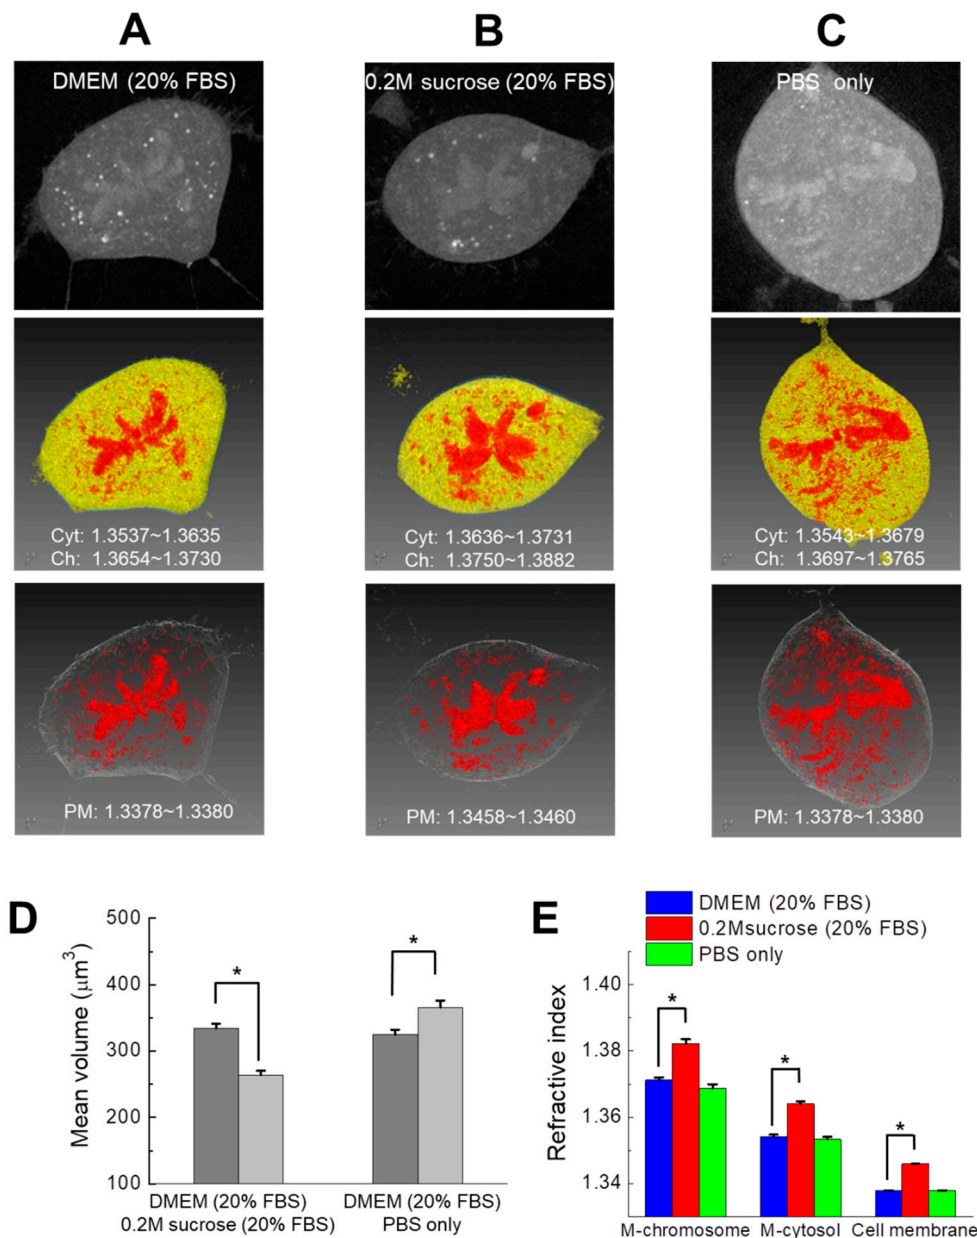 A
B
C
DMEM (20% FBS)
0.2M sucrose (20% FBS)
PBS only
Cyt: 1.3537~1.3635
Ch: 1.3654~1.3730
Cyt: 1.3636~1.3731
Ch: 1.3750~1.3882
Cyt: 1.3543~1.3679
Ch: 1.3697~1.3765
PM: 1.3378~1.3380
PM: 1.3458~1.3460
PM: 1.3378~1.3380
D
Mean volume (μm³)
500
400
300
200
100
*
*
DMEM (20% FBS)
0.2M sucrose (20% FBS)
DMEM (20% FBS)
PBS only
E
DMEM (20% FBS)
0.2Msucrose (20% FBS)
PBS only
Refractive index
1.40
1.38
1.36
1.34
*
*
*
M-chromosome
M-cytosol
Cell membrane